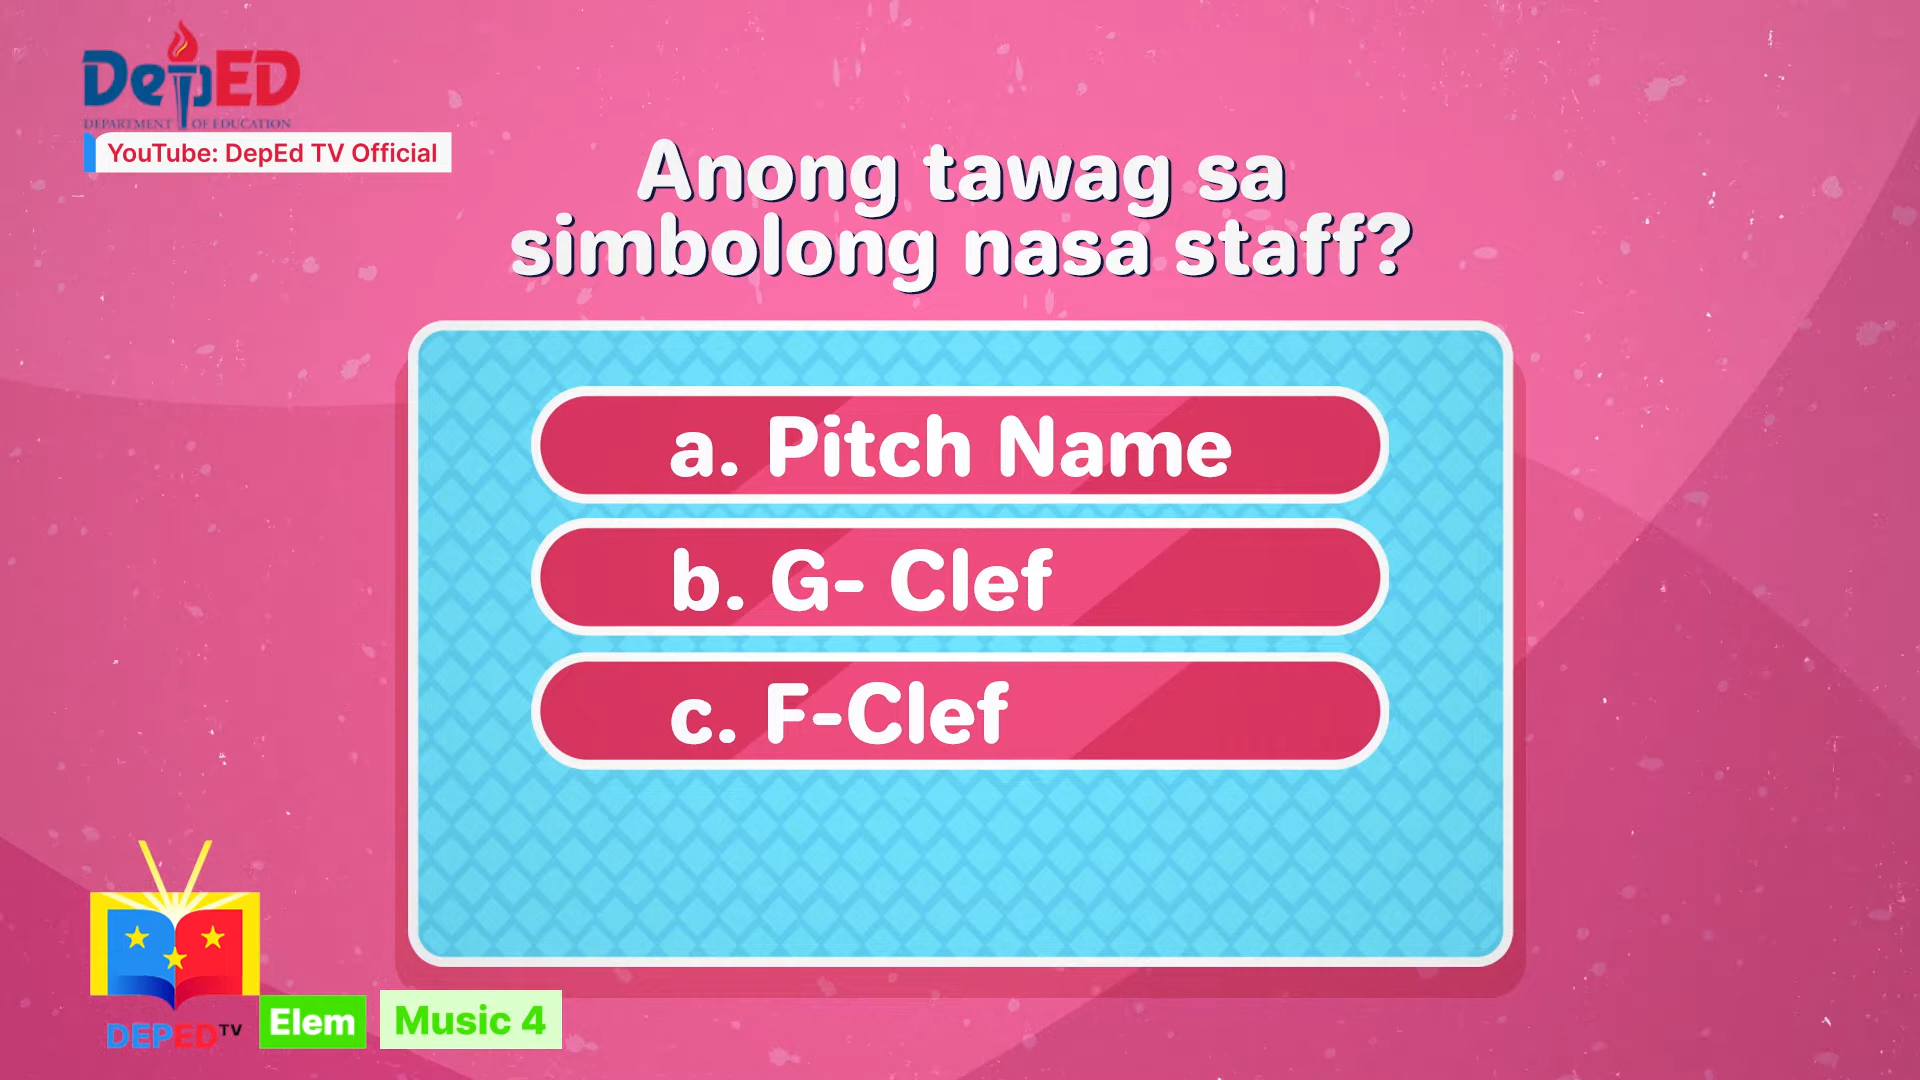 DepED
DEPARTMENT OF EDUCATION
YouTube: DepEd TV Official
Anong tawag sa
simbolong nasa staff?
a. Pitch Name
b. G- Clef
c. F-Clef
DEPED TV
Elem
Music 4